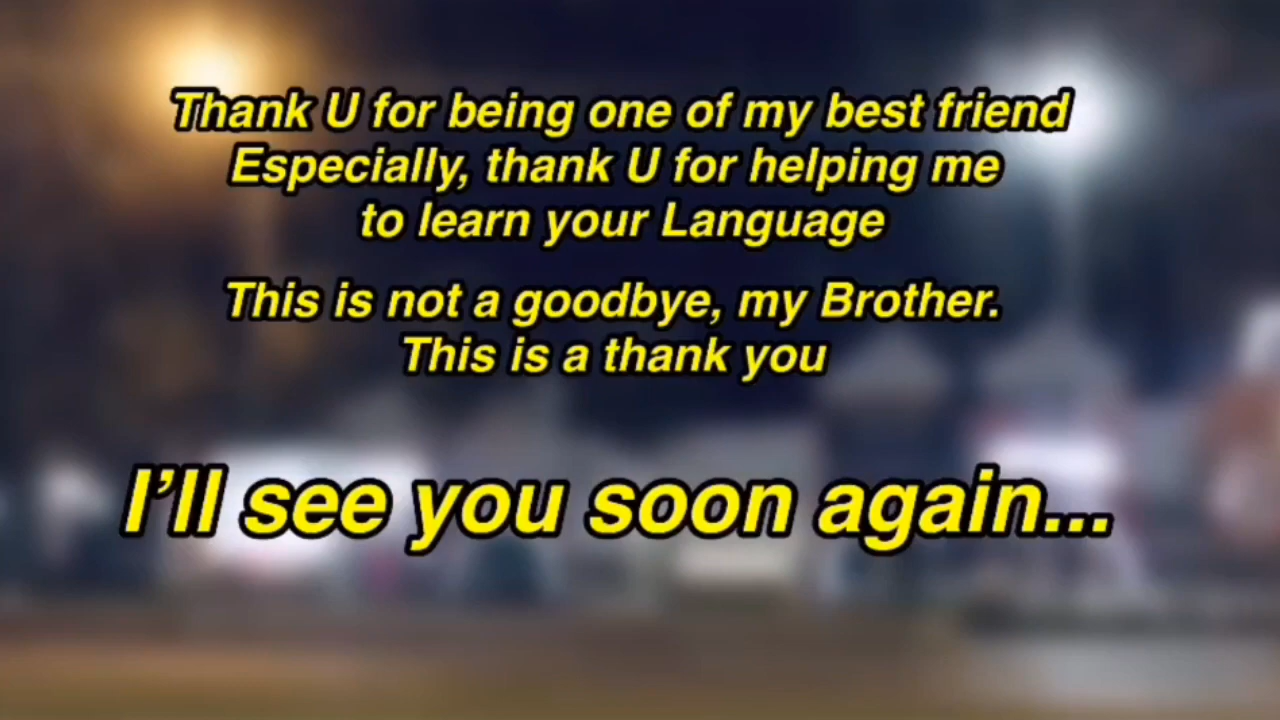 Thank U for being one of my best friend
Especially, thank U for helping me
to learn your Language
This is not a goodbye, my Brother.
This is a thank you
I'll see you soon again...